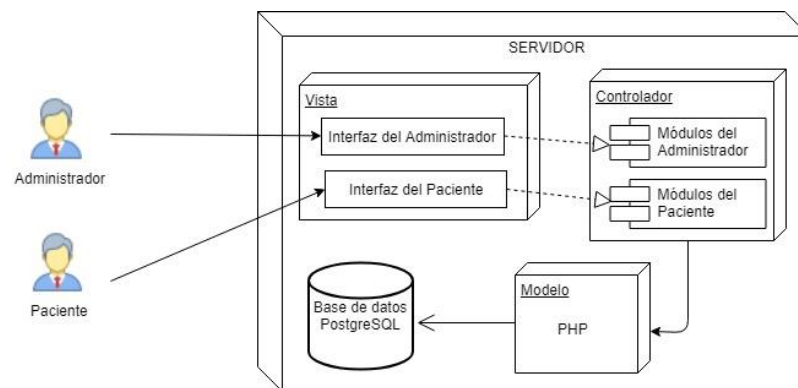 SERVIDOR
Vista
Controlador
Interfaz del Administrador
Módulos del
Administrador
Administrador
Interfaz del Paciente
Módulos del
Paciente
Paciente
Base de datos
PostgreSQL
Modelo
PHP